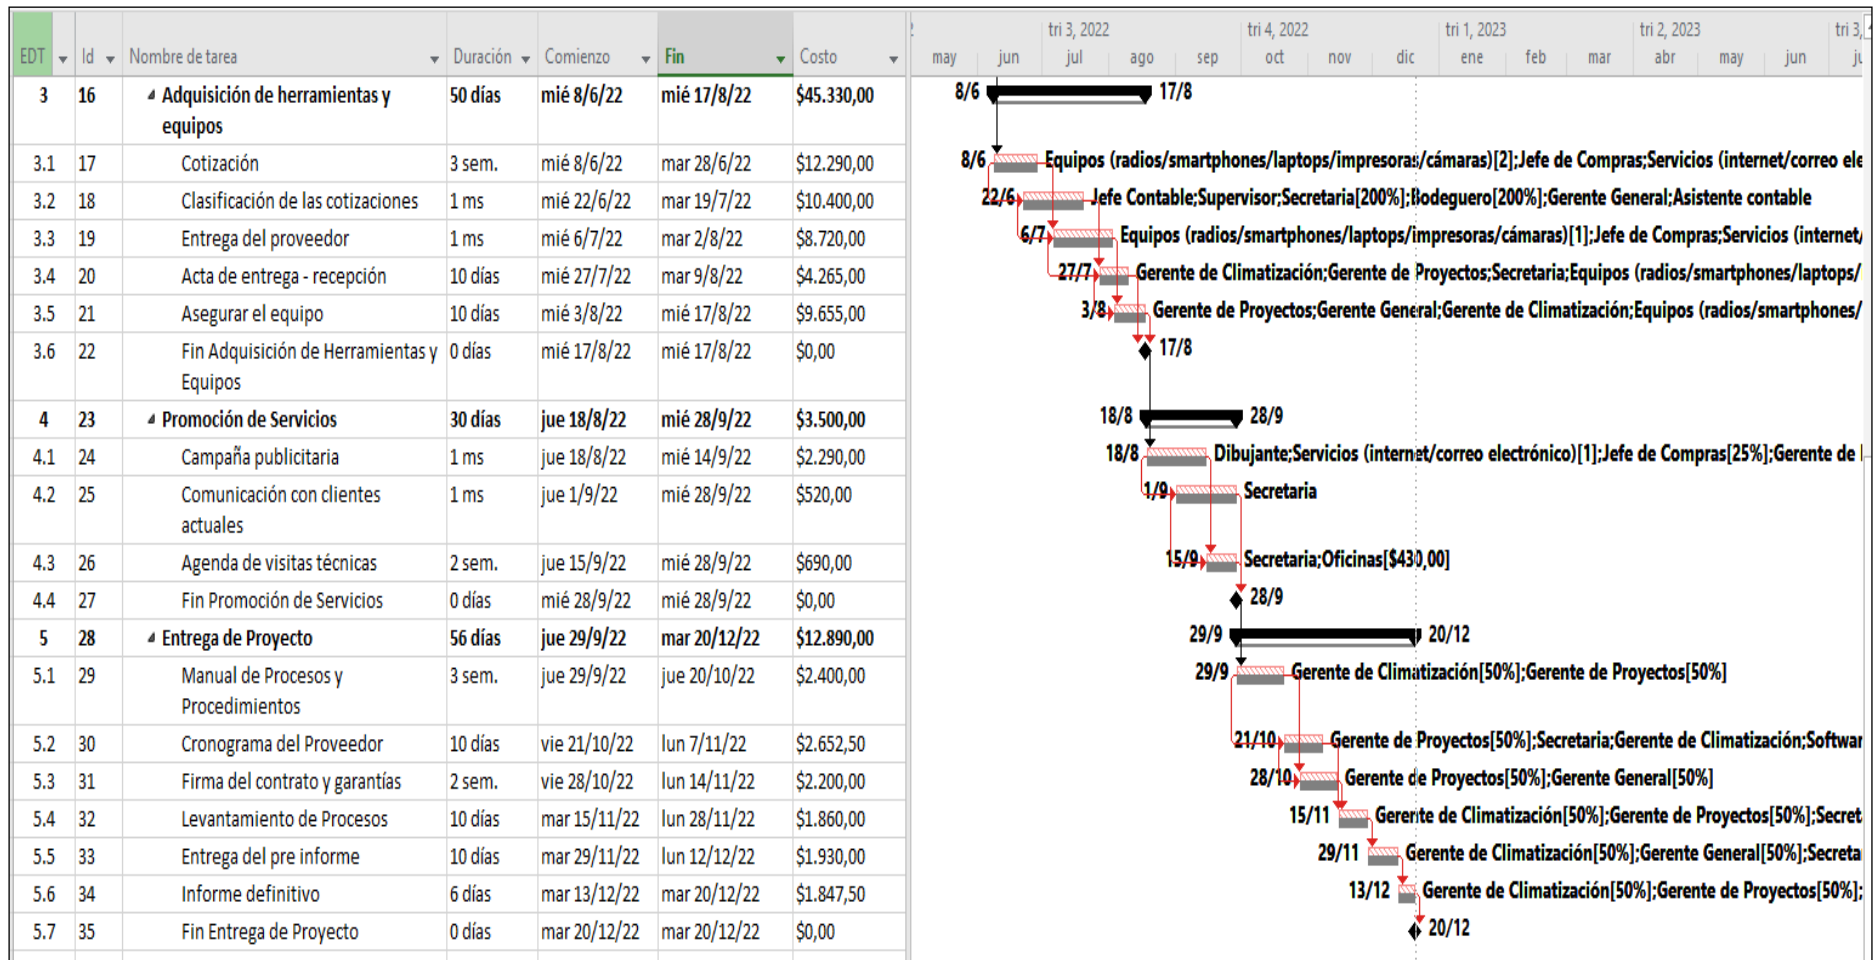 tri 3, 2022 tri 4, 2022 tri 1, 2023 tri 2, 2023 tri 3,
EDT Id Nombre de tarea Duración Comienzo Fin Costo may jun jul ago sep oct nov dic ene feb mar abr may jun
3 16 Adquisición de herramientas y equipos 50 días mié 8/6/22 mié 17/8/22 $45.330,00 8/6 17/8
3.1 17 Cotización 3 sem. mié 8/6/22 mar 28/6/22 $12.290,00 8/6 Equipos (radios/smartphones/laptops/impresoras/cámaras)[2];Jefe de Compras;Servicios (internet/correo ele
3.2 18 Clasificación de las cotizaciones 1 ms mié 22/6/22 mar 19/7/22 $10.400,00 22/6 Jefe Contable;Supervisor;Secretaria[200%];Bodeguero[200%];Gerente General;Asistente contable
3.3 19 Entrega del proveedor 1 ms mié 6/7/22 mar 2/8/22 $8.720,00 6/7 Equipos (radios/smartphones/laptops/impresoras/cámaras)[1];Jefe de Compras;Servicios (internet/
3.4 20 Acta de entrega - recepción 10 días mié 27/7/22 mar 9/8/22 $4.265,00 27/7 Gerente de Climatización;Gerente de Proyectos;Secretaria;Equipos (radios/smartphones/laptops/
3.5 21 Asegurar el equipo 10 días mié 3/8/22 mié 17/8/22 $9.655,00 3/8 Gerente de Proyectos;Gerente General;Gerente de Climatización;Equipos (radios/smartphones/
3.6 22 Fin Adquisición de Herramientas y Equipos 0 días mié 17/8/22 mié 17/8/22 $0,00 17/8
4 23 Promoción de Servicios 30 días jue 18/8/22 mié 28/9/22 $3.500,00 18/8 28/9
4.1 24 Campaña publicitaria 1 ms jue 18/8/22 mié 14/9/22 $2.290,00 18/8 Dibujante;Servicios (internet/correo electrónico)[1];Jefe de Compras[25%];Gerente de
4.2 25 Comunicación con clientes actuales 1 ms jue 1/9/22 mié 28/9/22 $520,00 1/9 Secretaria
4.3 26 Agenda de visitas técnicas 2 sem. jue 15/9/22 mié 28/9/22 $690,00 15/9 Secretaria;Oficinas[$430,00]
4.4 27 Fin Promoción de Servicios 0 días mié 28/9/22 mié 28/9/22 $0,00 28/9
5 28 Entrega de Proyecto 56 días jue 29/9/22 mar 20/12/22 $12.890,00 29/9 20/12
5.1 29 Manual de Procesos y Procedimientos 3 sem. jue 29/9/22 jue 20/10/22 $2.400,00 29/9 Gerente de Climatización[50%];Gerente de Proyectos[50%]
5.2 30 Cronograma del Proveedor 10 días vie 21/10/22 lun 7/11/22 $2.652,50 21/10 Gerente de Proyectos[50%];Secretaria;Gerente de Climatización;Softwar
5.3 31 Firma del contrato y garantías 2 sem. vie 28/10/22 lun 14/11/22 $2.200,00 28/10 Gerente de Proyectos[50%];Gerente General[50%]
5.4 32 Levantamiento de Procesos 10 días mar 15/11/22 lun 28/11/22 $1.860,00 15/11 Gerente de Climatización[50%];Gerente de Proyectos[50%];Secret
5.5 33 Entrega del pre informe 10 días mar 29/11/22 lun 12/12/22 $1.930,00 29/11 Gerente de Climatización[50%];Gerente General[50%];Secreta
5.6 34 Informe definitivo 6 días mar 13/12/22 mar 20/12/22 $1.847,50 13/12 Gerente de Climatización[50%];Gerente de Proyectos[50%];
5.7 35 Fin Entrega de Proyecto 0 días mar 20/12/22 mar 20/12/22 $0,00 20/12